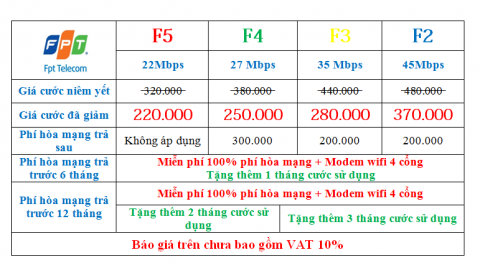 FPT
Fpt Telecom
F5 F4 F3 F2
22Mbps 27 Mbps 35 Mbps 45Mbps
Giá cước niêm yết 320.000 380.000 440.000 480.000
Giá cước đã giảm 220.000 250.000 280.000 370.000
Phí hòa mạng trả
sau
Không áp dụng 300.000 200.000 200.000
Phí hòa mạng trả
trước 6 tháng
Miễn phí 100% phí hòa mạng + Modem wifi 4 cổng
Tặng thêm 1 tháng cước sử dụng
Phí hòa mạng trả
trước 12 tháng
Miễn phí 100% phí hòa mạng + Modem wifi 4 cổng
Tặng thêm 2 tháng cước sử
dụng
Tặng thêm 3 tháng cước sử dụng
Báo giá trên chưa bao gồm VAT 10%